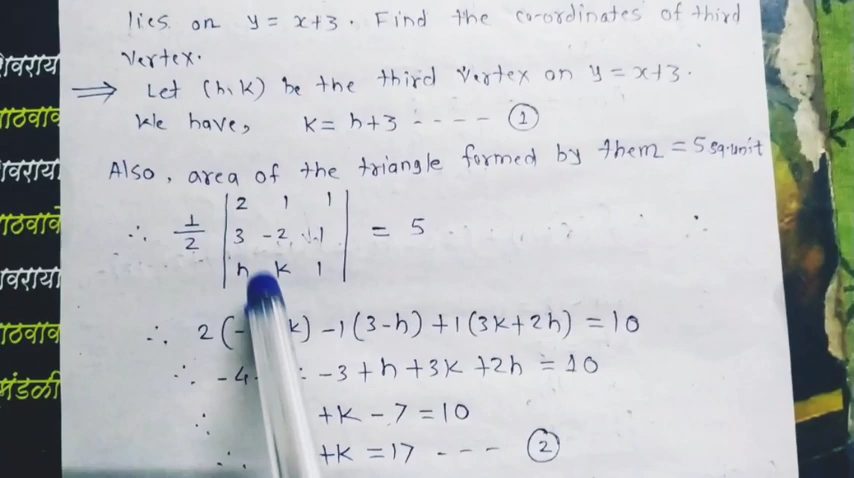 lies on y = x+3. Find the co-ordinates of third
vertex.
⟹ Let (h, k) be the third vertex on y = x+3.
We have, k = h+3 ---- ①
Also, area of the triangle formed by them = 5 sq.unit
∴ 1/2 | 2 1 1 |
| 3 -2 1 | = 5
| h k 1 |
∴ 2(- k) -1(3-h) +1(3k+2h) = 10
∴ -4 -3 + h + 3k + 2h = 10
∴ +k - 7 = 10
∴ +k = 17 --- ②
शिवराया
पाठवावे
शिवराया
पाठवावे
शिवराया
पाठवावे
मंडळी